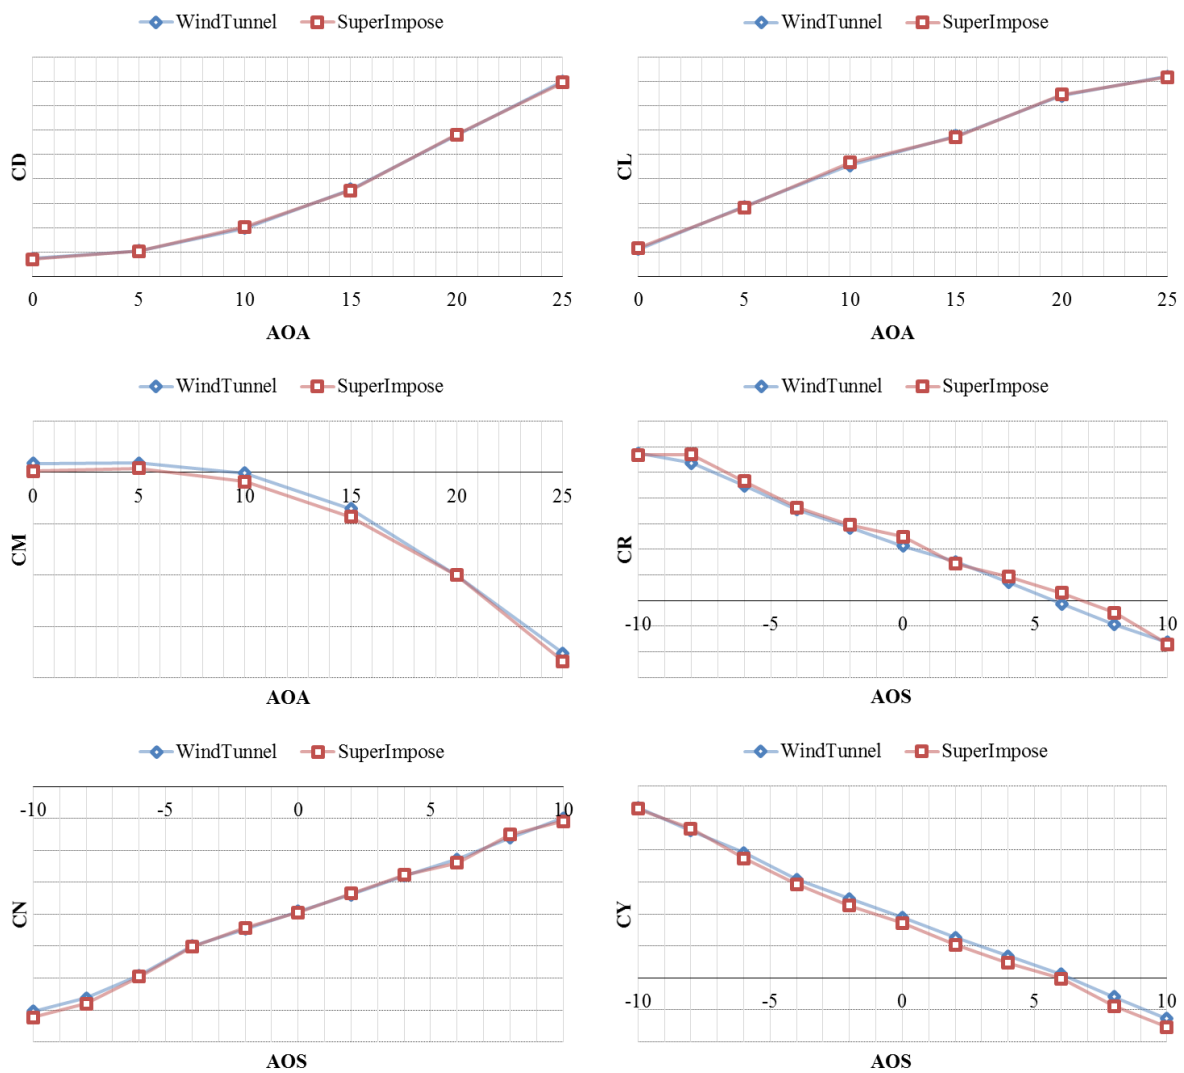 WindTunnel SuperImpose
CD
0 5 10 15 20 25
AOA
WindTunnel SuperImpose
CL
0 5 10 15 20 25
AOA
WindTunnel SuperImpose
CM
0 5 10 15 20 25
AOA
WindTunnel SuperImpose
CR
-10 -5 0 5 10
AOS
WindTunnel SuperImpose
CN
-10 -5 0 5 10
AOS
WindTunnel SuperImpose
CY
-10 -5 0 5 10
AOS